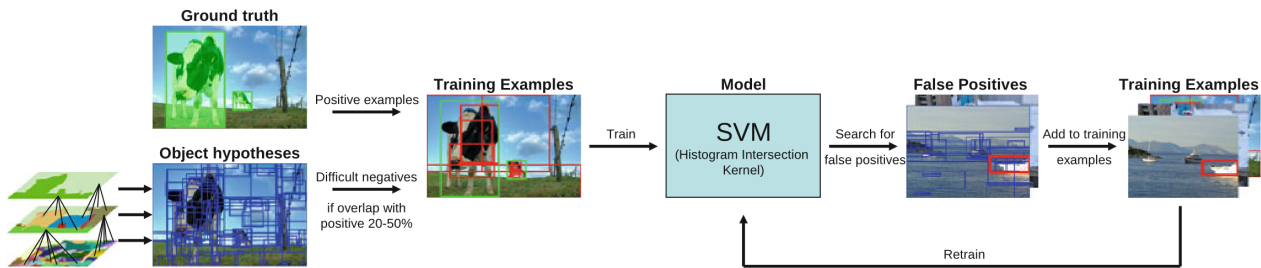 Ground truth
Positive examples
Object hypotheses
Difficult negatives
if overlap with
positive 20-50%
Training Examples
Train
Model
SVM
(Histogram Intersection
Kernel)
Search for
false positives
False Positives
Add to training
examples
Training Examples
Retrain